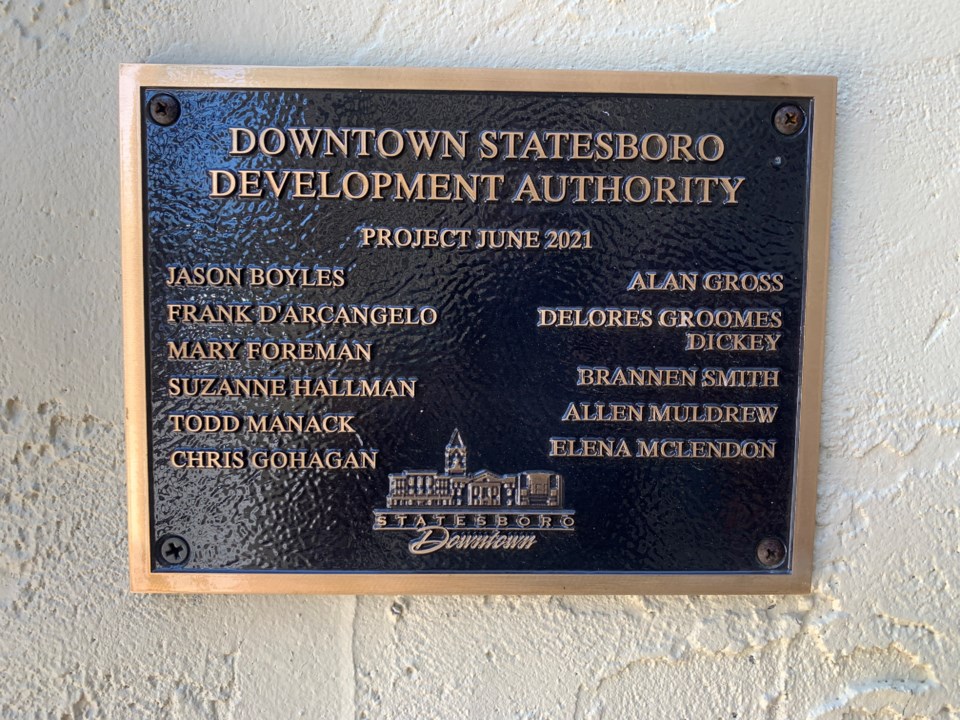 DOWNTOWN STATESBORO
DEVELOPMENT AUTHORITY
PROJECT JUNE 2021
JASON BOYLES
FRANK D'ARCANGELO
MARY FOREMAN
SUZANNE HALLMAN
TODD MANACK
CHRIS GOHAGAN
ALAN GROSS
DELORES GROOMES
DICKEY
BRANNEN SMITH
ALLEN MULDREW
ELENA MCLENDON
STATESBORO
Downtown